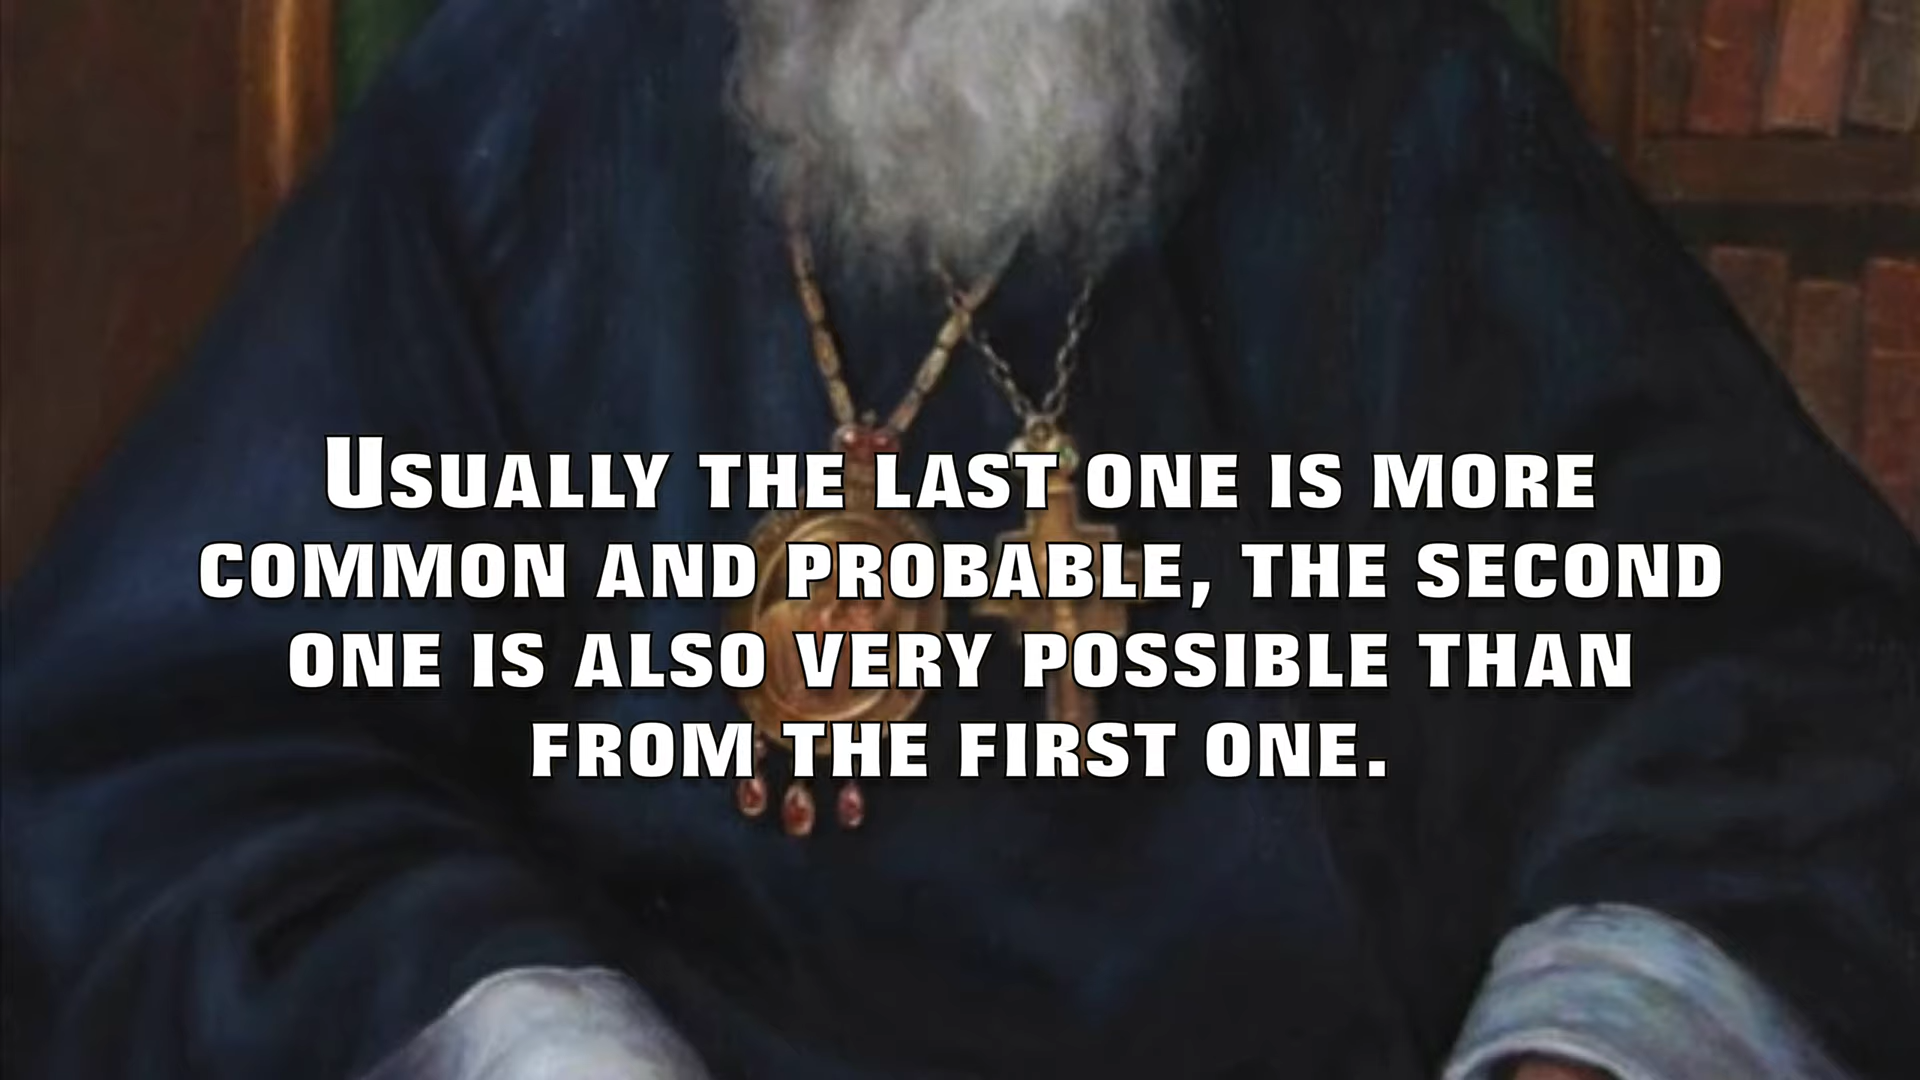 Usually the last one is more
common and probable, the second
one is also very possible than
from the first one.